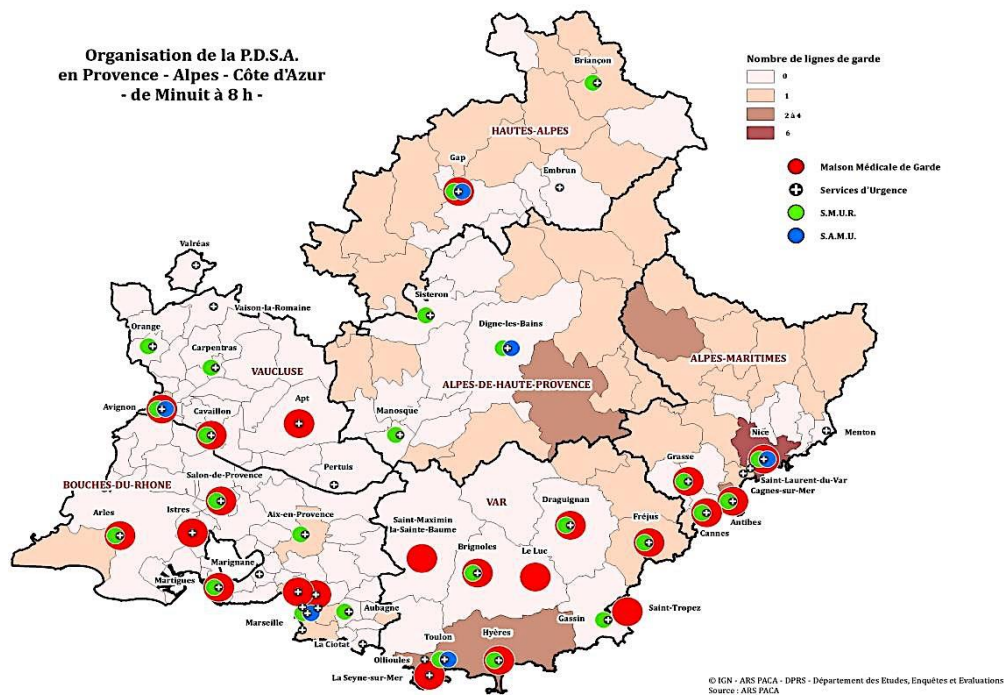 Organisation de la P.D.S.A.
en Provence - Alpes - Côte d'Azur
- de Minuit à 8 h -
Nombre de lignes de garde
0
1
2 à 4
6
Maison Médicale de Garde
Services d'Urgence
S.M.U.R.
S.A.M.U.
Briançon
HAUTES-ALPES
Gap
Embrun
Valréas
Vaison-la-Romaine
Sisteron
Orange
Digne-les-Bains
Carpentras
ALPES-MARITIMES
VAUCLUSE
ALPES-DE-HAUTE-PROVENCE
Apt
Avignon
Cavaillon
Manosque
Nice
Menton
Grasse
Pertuis
Saint-Laurent-du-Var
Cagnes-sur-Mer
BOUCHES-DU-RHONE
Salon-de-Provence
VAR
Antibes
Draguignan
Arles
Istres
Aix-en-Provence
Saint-Maximin
la-Sainte-Baume
Fréjus
Cannes
Brignoles
Le Luc
Marignane
Martigues
Aubagne
Marseille
Saint-Tropez
Gassin
La Ciotat
Toulon
Hyères
Ollioules
La Seyne-sur-Mer
© IGN - ARS PACA - DPRS - Département des Etudes, Enquêtes et Evaluations
Source : ARS PACA